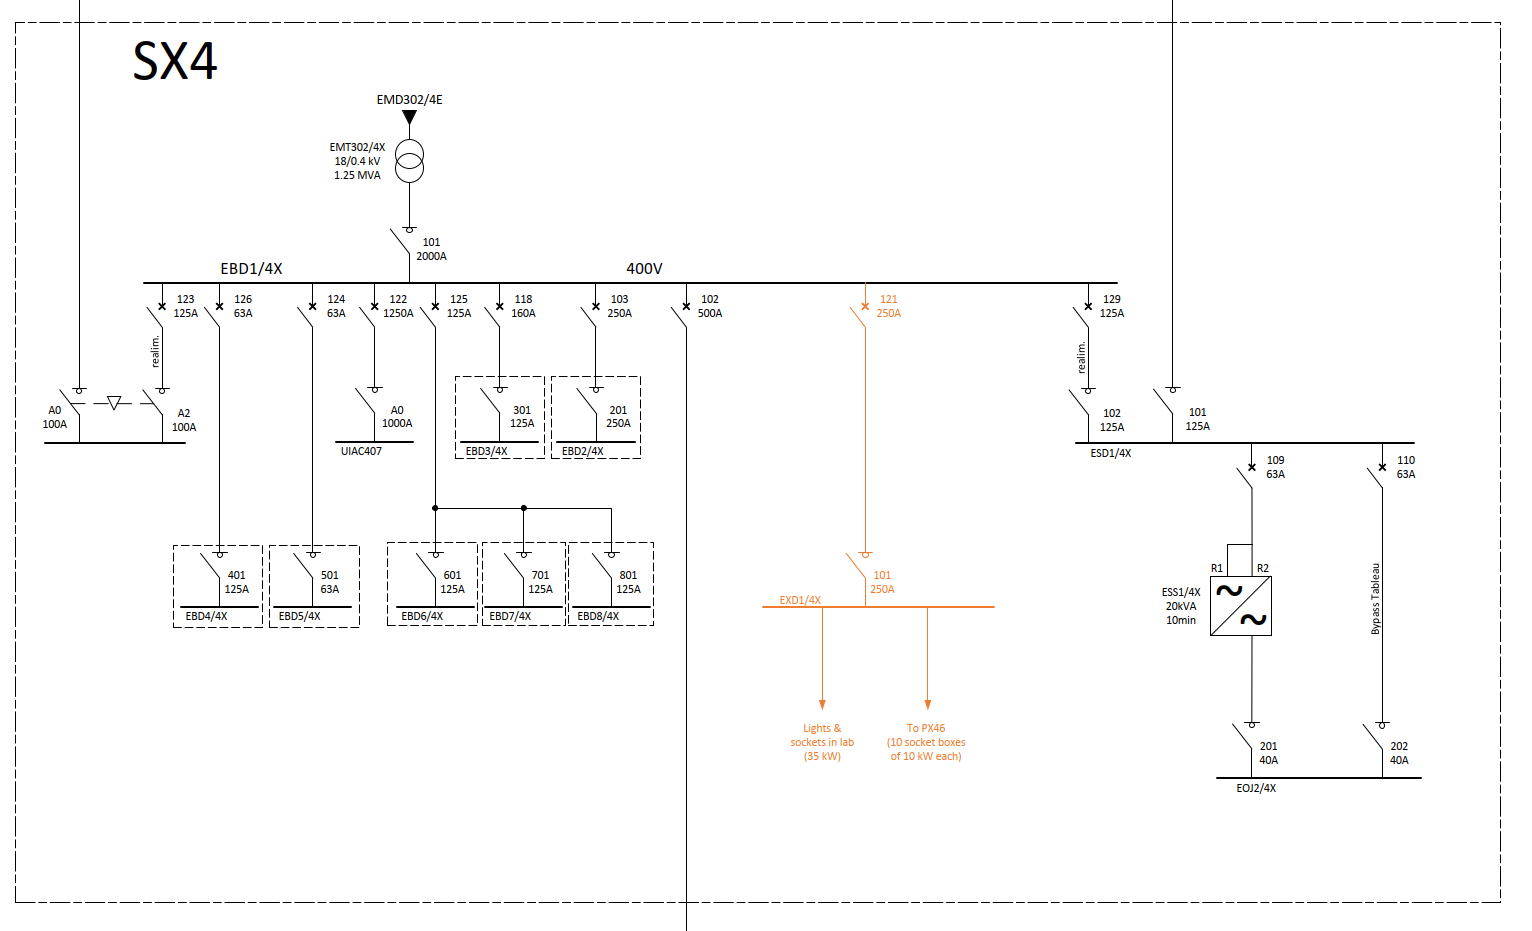 SX4
EMD302/4E
EMT302/4X
18/0.4 kV
1.25 MVA
101
2000A
EBD1/4X
400V
123
125A
126
63A
124
63A
122
1250A
125
125A
118
160A
103
250A
102
500A
121
250A
129
125A
realim.
realim.
A0
100A
A2
100A
A0
1000A
UIAC407
301
125A
EBD3/4X
201
250A
EBD2/4X
102
125A
101
125A
ESD1/4X
109
63A
110
63A
401
125A
EBD4/4X
501
63A
EBD5/4X
601
125A
EBD6/4X
701
125A
EBD7/4X
801
125A
EBD8/4X
101
250A
EXD1/4X
R1
R2
ESS1/4X
20kVA
10min
Bypass Tableau
Lights &
sockets in lab
(35 kW)
To PX46
(10 socket boxes
of 10 kW each)
201
40A
202
40A
EOJ2/4X